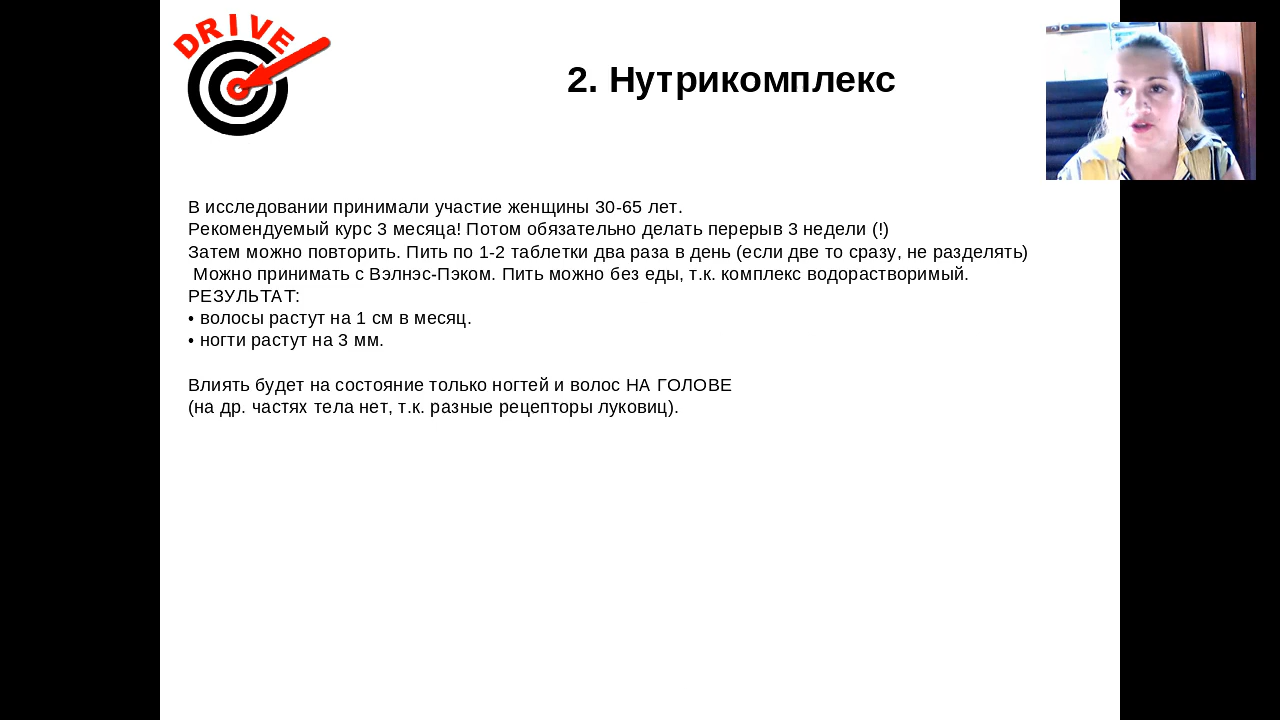 DRIVE
2. Нутрикомплекс
В исследовании принимали участие женщины 30-65 лет.
Рекомендуемый курс 3 месяца! Потом обязательно делать перерыв 3 недели (!)
Затем можно повторить. Пить по 1-2 таблетки два раза в день (если две то сразу, не разделять)
Можно принимать с Вэлнэс-Пэком. Пить можно без еды, т.к. комплекс водорастворимый.
РЕЗУЛЬТАТ:
• волосы растут на 1 см в месяц.
• ногти растут на 3 мм.
Влиять будет на состояние только ногтей и волос НА ГОЛОВЕ
(на др. частях тела нет, т.к. разные рецепторы луковиц).